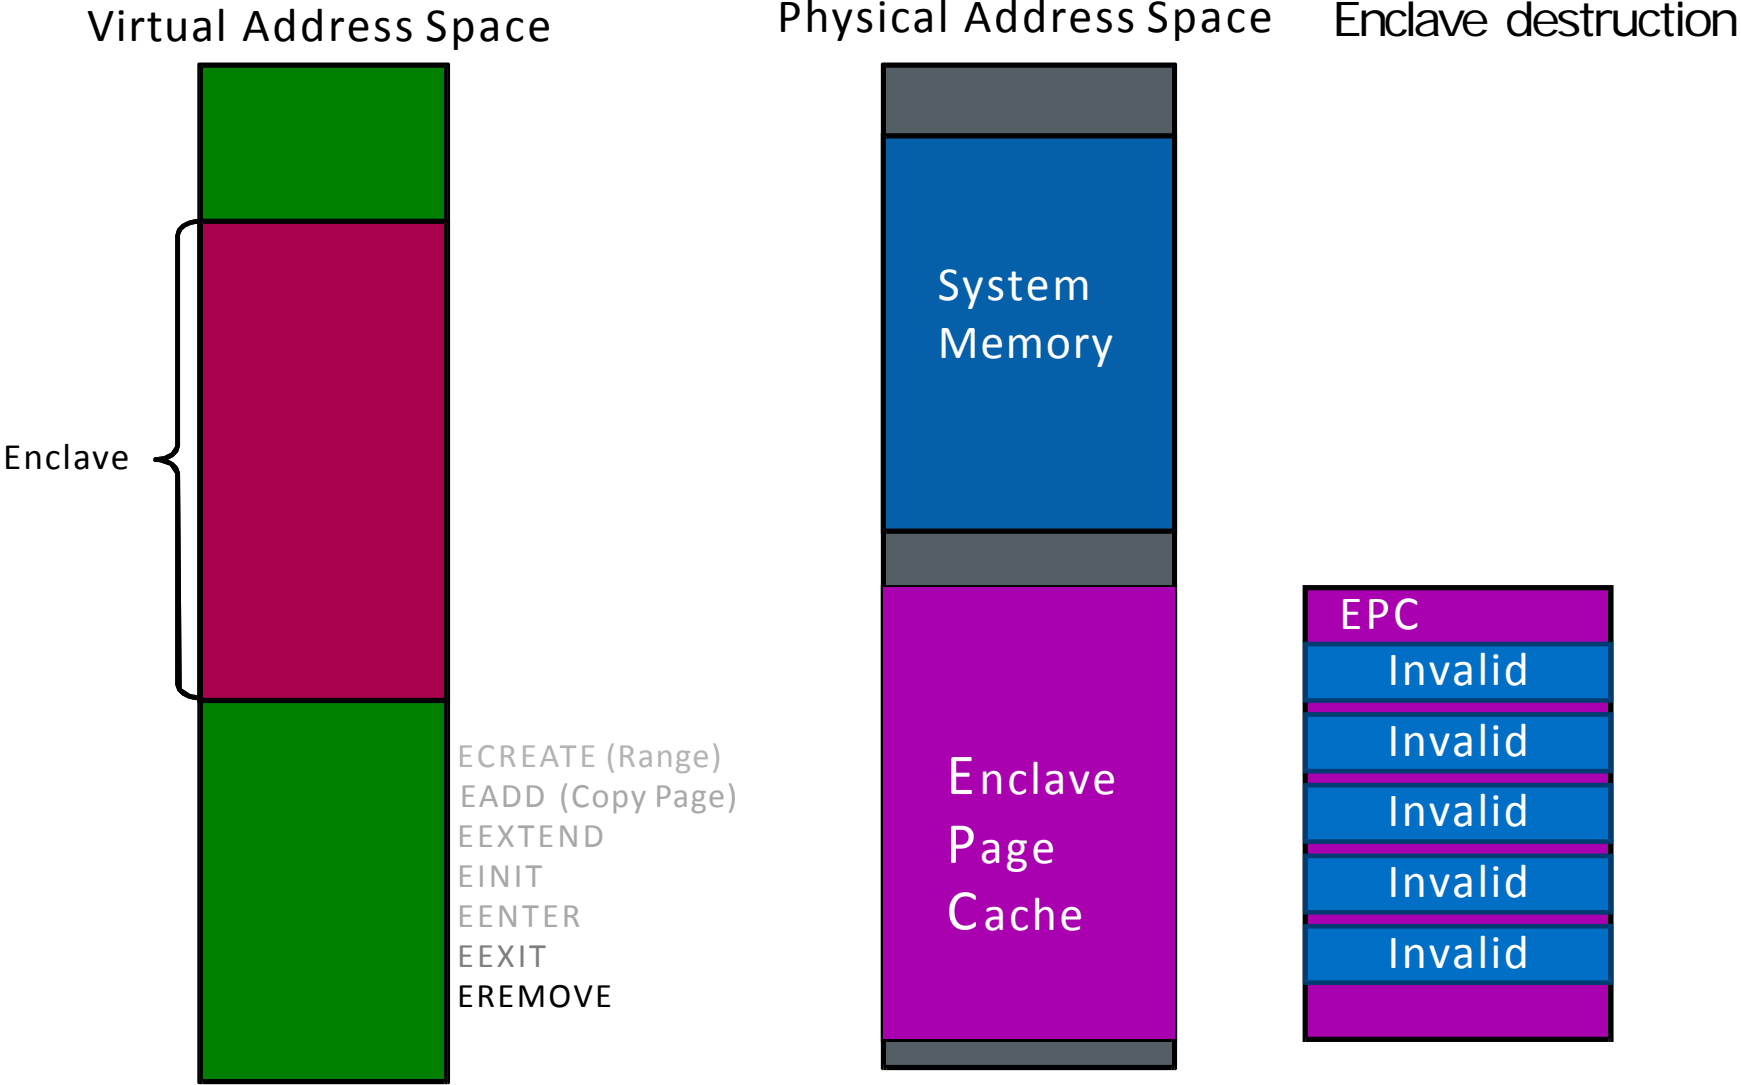 Virtual Address Space
Physical Address Space
Enclave destruction
System
Memory
Enclave
EPC
Invalid
Invalid
Invalid
Invalid
Invalid
ECREATE (Range)
EADD (Copy Page)
EEXTEND
EINIT
EENTER
EEXIT
EREMOVE
Enclave
Page
Cache